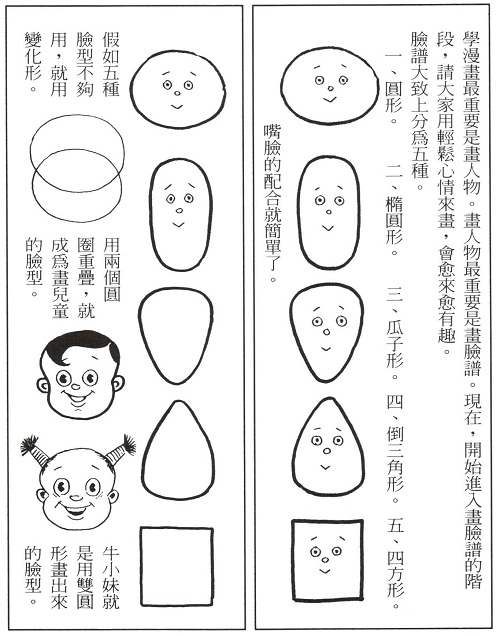 學漫畫最重要是畫人物。畫人物最重要是畫臉譜。現在，開始進入畫臉譜的階
段，請大家用輕鬆心情來畫，會愈來愈有趣。
臉譜大致上分為五種。
一、圓形。
二、橢圓形。
三、瓜子形。
四、倒三角形。
五、四方形。
嘴臉的配合就簡單了。
假如五種
臉型不夠
用，就用
變化形。
用兩個圓
圈重疊，就
成為畫兒童
的臉型。
牛小妹就
是用雙圓
形畫出來
的臉型。